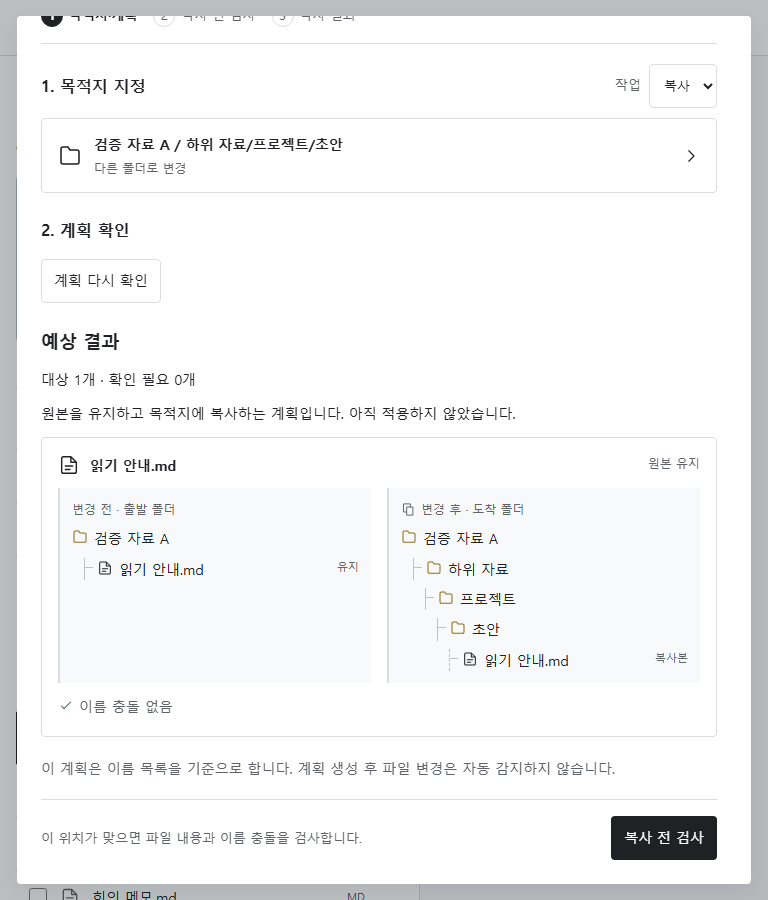 1. 목적지 지정
작업
복사
검증 자료 A / 하위 자료/프로젝트/초안
다른 폴더로 변경
2. 계획 확인
계획 다시 확인
예상 결과
대상 1개 · 확인 필요 0개
원본을 유지하고 목적지에 복사하는 계획입니다. 아직 적용하지 않았습니다.
읽기 안내.md
원본 유지
변경 전 · 출발 폴더
검증 자료 A
읽기 안내.md
유지
변경 후 · 도착 폴더
검증 자료 A
하위 자료
프로젝트
초안
읽기 안내.md
복사본
이름 충돌 없음
이 계획은 이름 목록을 기준으로 합니다. 계획 생성 후 파일 변경은 자동 감지하지 않습니다.
이 위치가 맞으면 파일 내용과 이름 충돌을 검사합니다.
복사 전 검사
회의 메모.md
MD